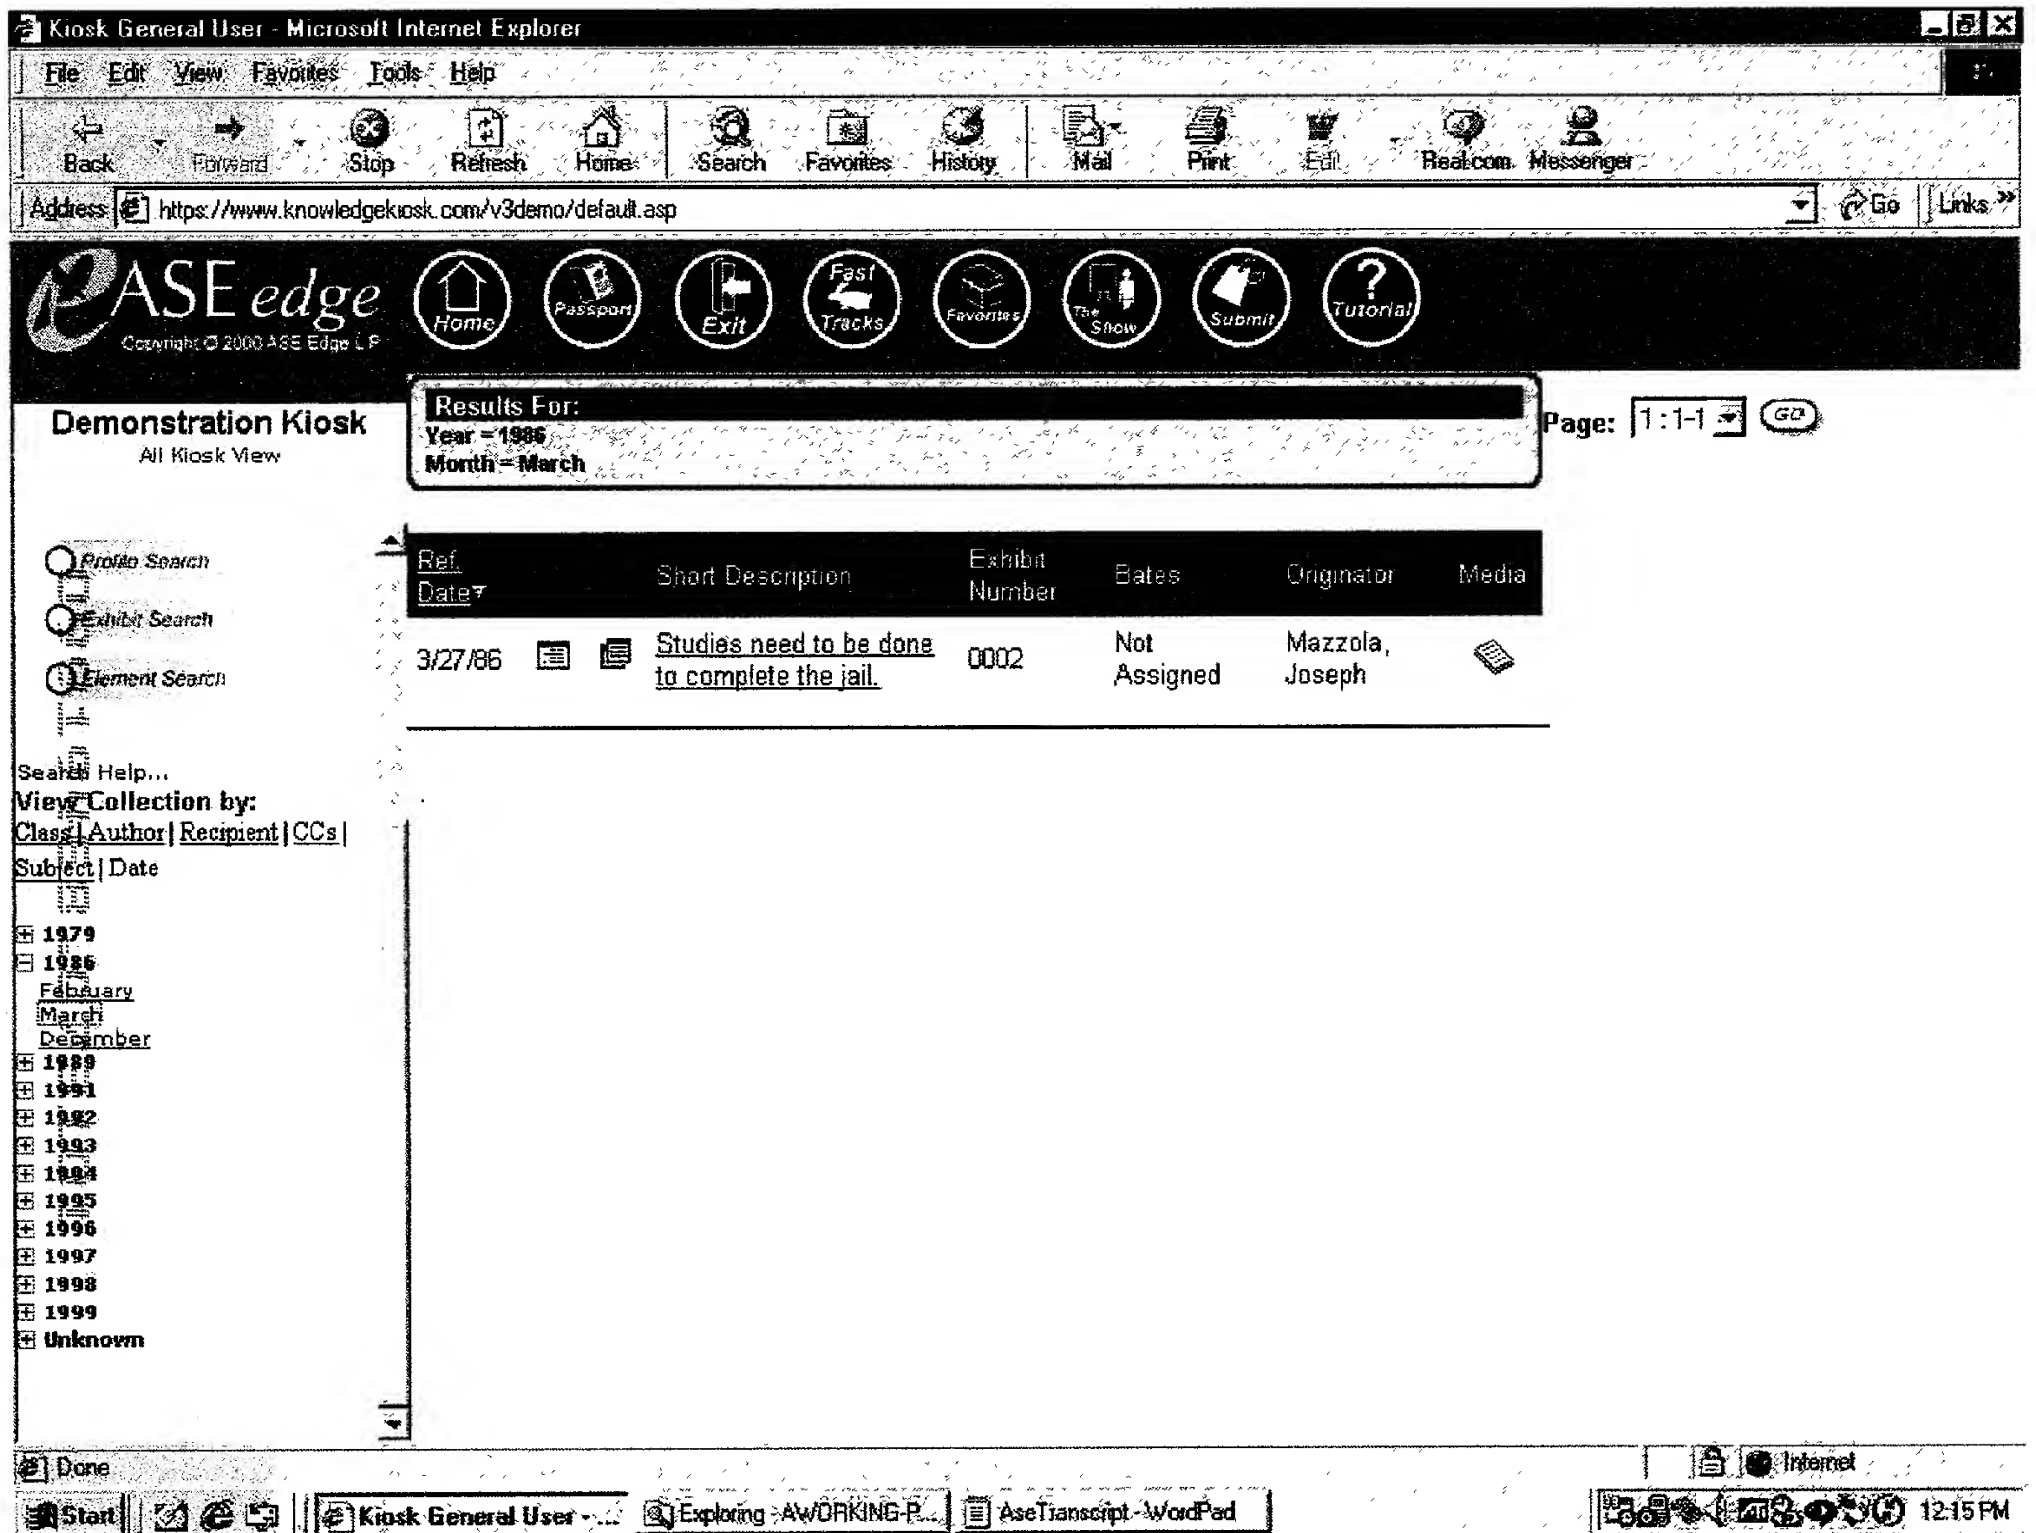 Kiosk General User - Microsoft Internet Explorer
File Edit View Favorites Tools Help
Back Forward Stop Refresh Home Search Favorites History Mail Print Edit Real.com Messenger
Address https://www.knowledgekiosk.com/v3demo/default.asp Go Links »
ASE edge
Copyright © 2000 ASE Edge L.P.
Home Passport Exit Fast Tracks Favorites The Show Submit ? Tutorial
Demonstration Kiosk
All Kiosk View
Results For:
Year = 1986
Month = March
Page: 1 : 1-1 GO
Profile Search
Exhibit Search
Element Search
Search Help...
View Collection by:
Class | Author | Recipient | CCs |
Subject | Date
1979
1986
February
March
December
1989
1991
1992
1993
1994
1995
1996
1997
1998
1999
Unknown
Ref. Date Short Description Exhibit Number Bates Originator Media
3/27/86 Studies need to be done to complete the jail. 0002 Not Assigned Mazzola, Joseph
Done Internet
Start Kiosk General User - ... Exploring - AWORKING-P... AseTranscript - WordPad 12:15 PM